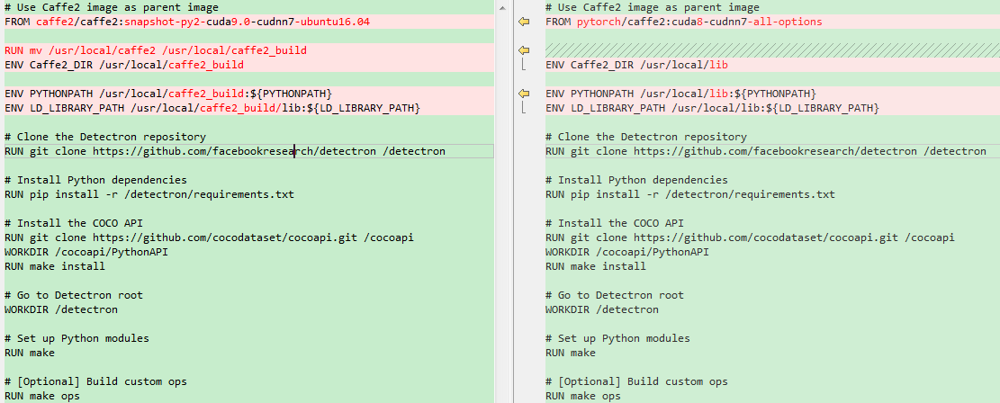 # Use Caffe2 image as parent image
FROM caffe2/caffe2:snapshot-py2-cuda9.0-cudnn7-ubuntu16.04

RUN mv /usr/local/caffe2 /usr/local/caffe2_build
ENV Caffe2_DIR /usr/local/caffe2_build

ENV PYTHONPATH /usr/local/caffe2_build:${PYTHONPATH}
ENV LD_LIBRARY_PATH /usr/local/caffe2_build/lib:${LD_LIBRARY_PATH}

# Clone the Detectron repository
RUN git clone https://github.com/facebookresearch/detectron /detectron

# Install Python dependencies
RUN pip install -r /detectron/requirements.txt

# Install the COCO API
RUN git clone https://github.com/cocodataset/cocoapi.git /cocoapi
WORKDIR /cocoapi/PythonAPI
RUN make install

# Go to Detectron root
WORKDIR /detectron

# Set up Python modules
RUN make

# [Optional] Build custom ops
RUN make ops

# Use Caffe2 image as parent image
FROM pytorch/caffe2:cuda8-cudnn7-all-options

ENV Caffe2_DIR /usr/local/lib

ENV PYTHONPATH /usr/local/lib:${PYTHONPATH}
ENV LD_LIBRARY_PATH /usr/local/lib:${LD_LIBRARY_PATH}

# Clone the Detectron repository
RUN git clone https://github.com/facebookresearch/detectron /detectron

# Install Python dependencies
RUN pip install -r /detectron/requirements.txt

# Install the COCO API
RUN git clone https://github.com/cocodataset/cocoapi.git /cocoapi
WORKDIR /cocoapi/PythonAPI
RUN make install

# Go to Detectron root
WORKDIR /detectron

# Set up Python modules
RUN make

# [Optional] Build custom ops
RUN make ops